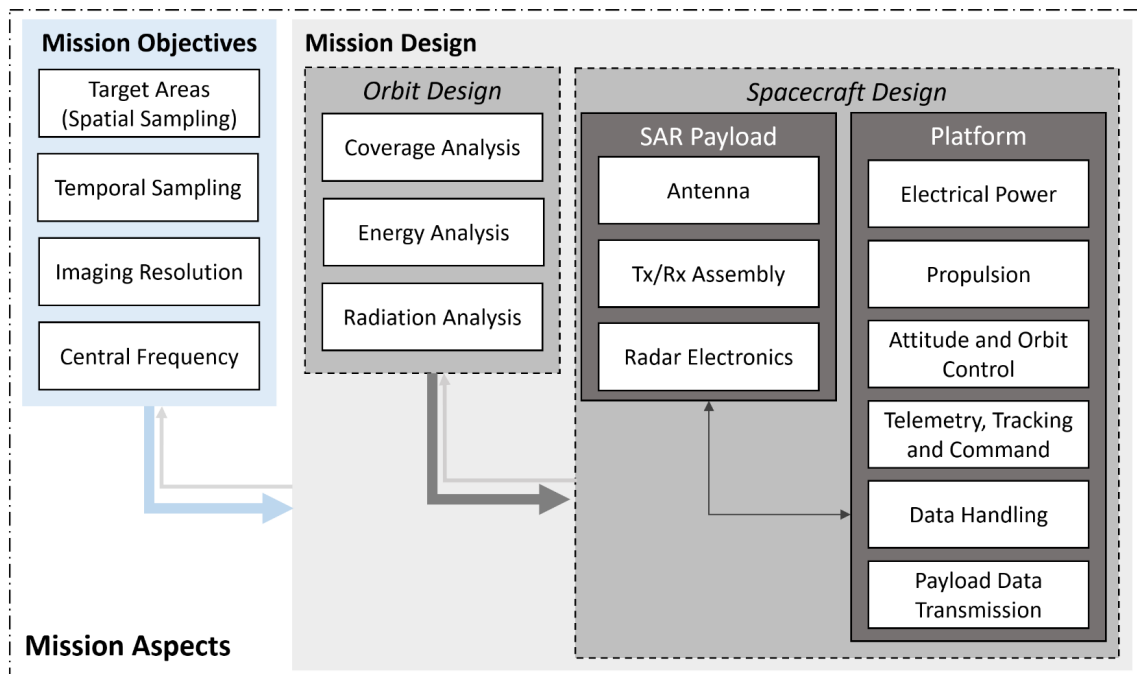 Mission Objectives
Target Areas
(Spatial Sampling)
Temporal Sampling
Imaging Resolution
Central Frequency
Mission Design
Orbit Design
Coverage Analysis
Energy Analysis
Radiation Analysis
Spacecraft Design
SAR Payload
Antenna
Tx/Rx Assembly
Radar Electronics
Platform
Electrical Power
Propulsion
Attitude and Orbit
Control
Telemetry, Tracking
and Command
Data Handling
Payload Data
Transmission
Mission Aspects